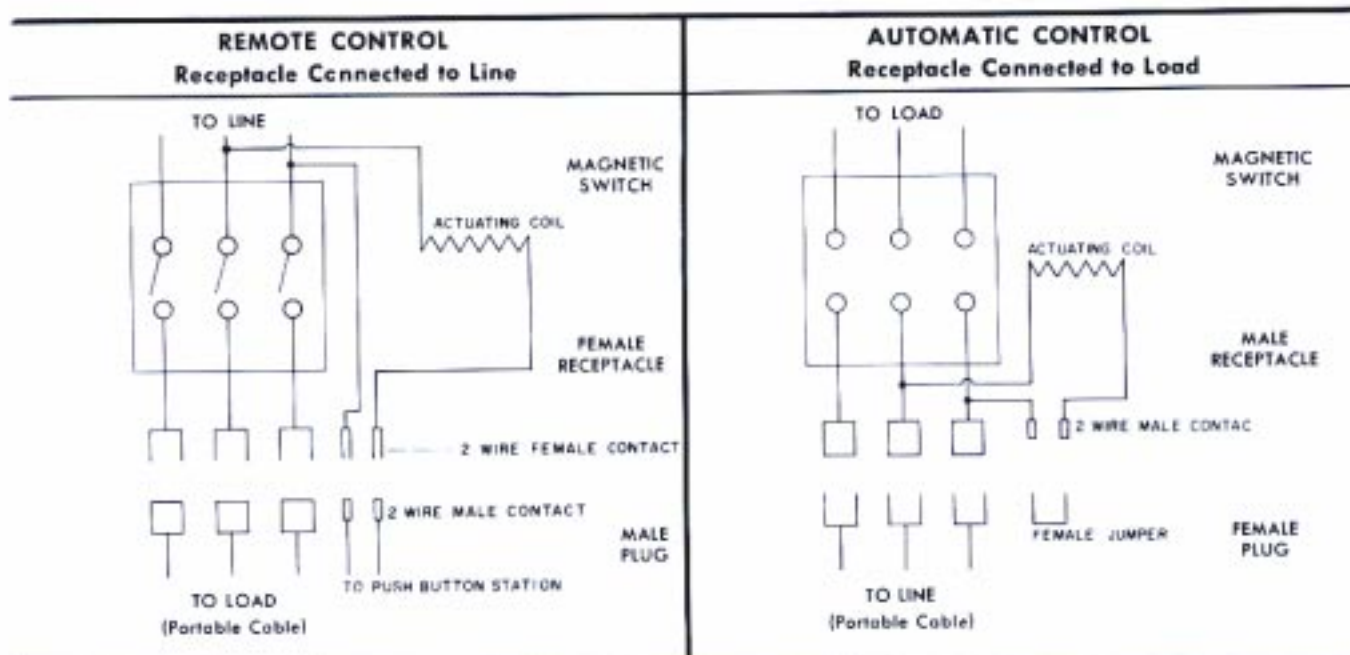 REMOTE CONTROL
Receptacle Connected to Line
TO LINE
MAGNETIC
SWITCH
ACTUATING COIL
FEMALE
RECEPTACLE
2 WIRE FEMALE CONTACT
2 WIRE MALE CONTACT
MALE
PLUG
TO PUSH BUTTON STATION
TO LOAD
(Portable Cable)
AUTOMATIC CONTROL
Receptacle Connected to Load
TO LOAD
MAGNETIC
SWITCH
ACTUATING COIL
MALE
RECEPTACLE
2 WIRE MALE CONTAC
FEMALE JUMPER
FEMALE
PLUG
TO LINE
(Portable Cable)